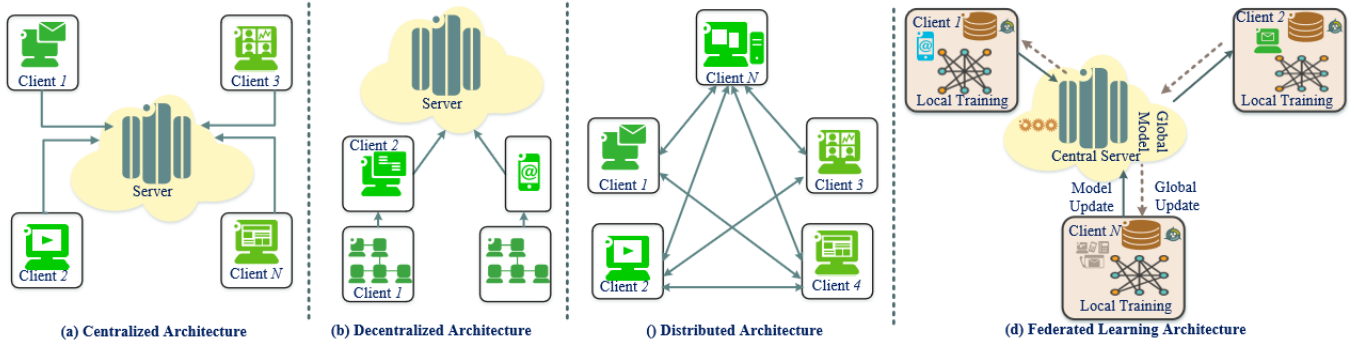 Client 1
Client 3
Server
Client 2
Client N
(a) Centralized Architecture
Server
Client 2
Client 1
(b) Decentralized Architecture
Client N
Client 1
Client 3
Client 2
Client 4
() Distributed Architecture
Client 1
Local Training
Client 2
Local Training
Global
Model
Central Server
Model
Update
Global
Update
Client N
Local Training
(d) Federated Learning Architecture